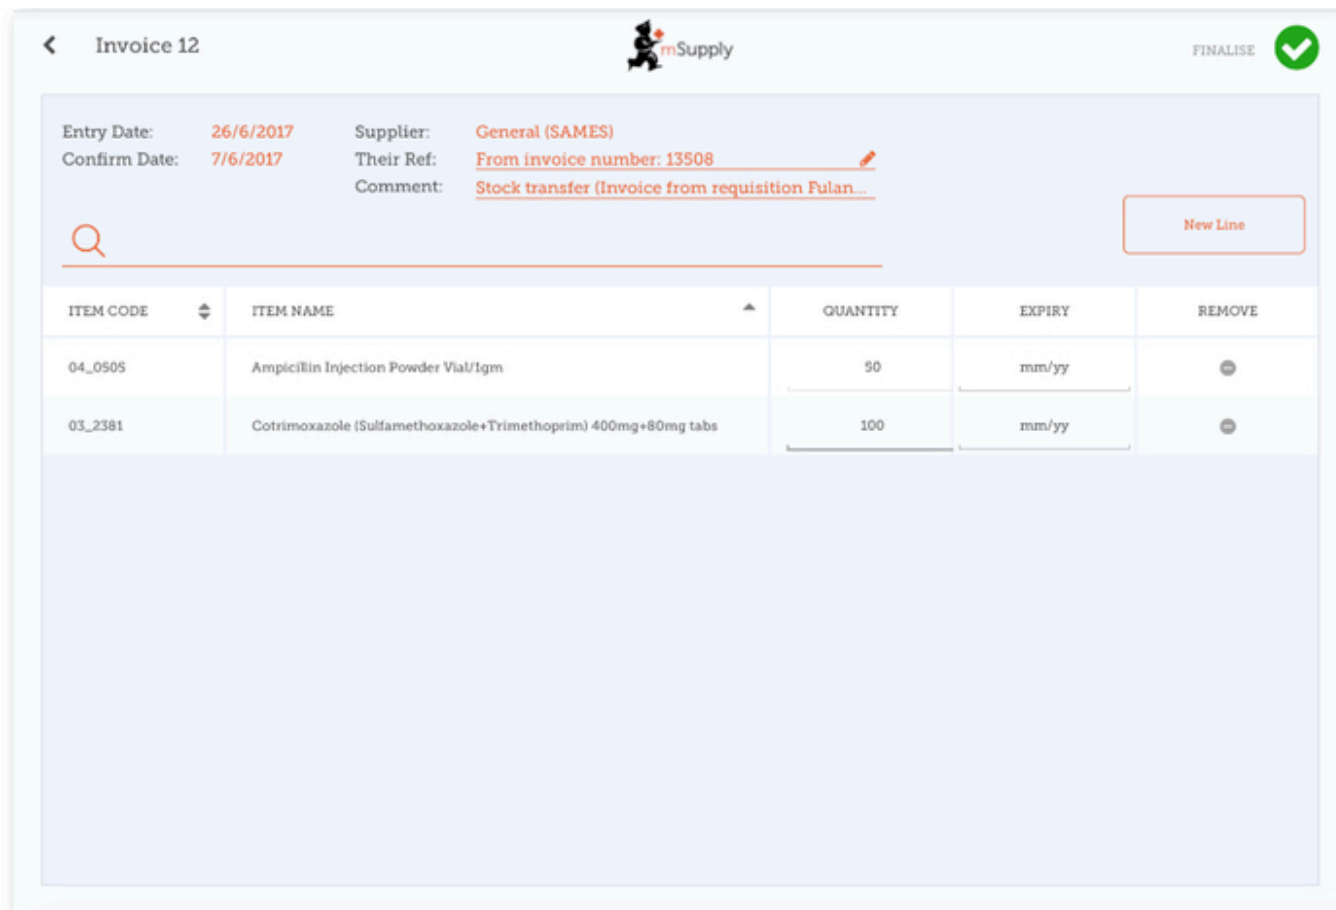 Invoice 12
mSupply
FINALISE
Entry Date: 26/6/2017 Supplier: General (SAMES)
Confirm Date: 7/6/2017 Their Ref: From invoice number: 13508
Comment: Stock transfer (Invoice from requisition Fulan...
New Line
ITEM CODE ITEM NAME QUANTITY EXPIRY REMOVE
04_0505 Ampicillin Injection Powder Vial/1gm 50 mm/yy
03_2381 Cotrimoxazole (Sulfamethoxazole+Trimethoprim) 400mg+80mg tabs 100 mm/yy